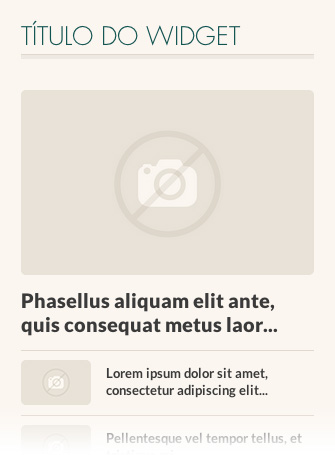 TÍTULO DO WIDGET
Phasellus aliquam elit ante,
quis consequat metus laor...
Lorem ipsum dolor sit amet,
consectetur adipiscing elit...
Pellentesque vel tempor tellus, et